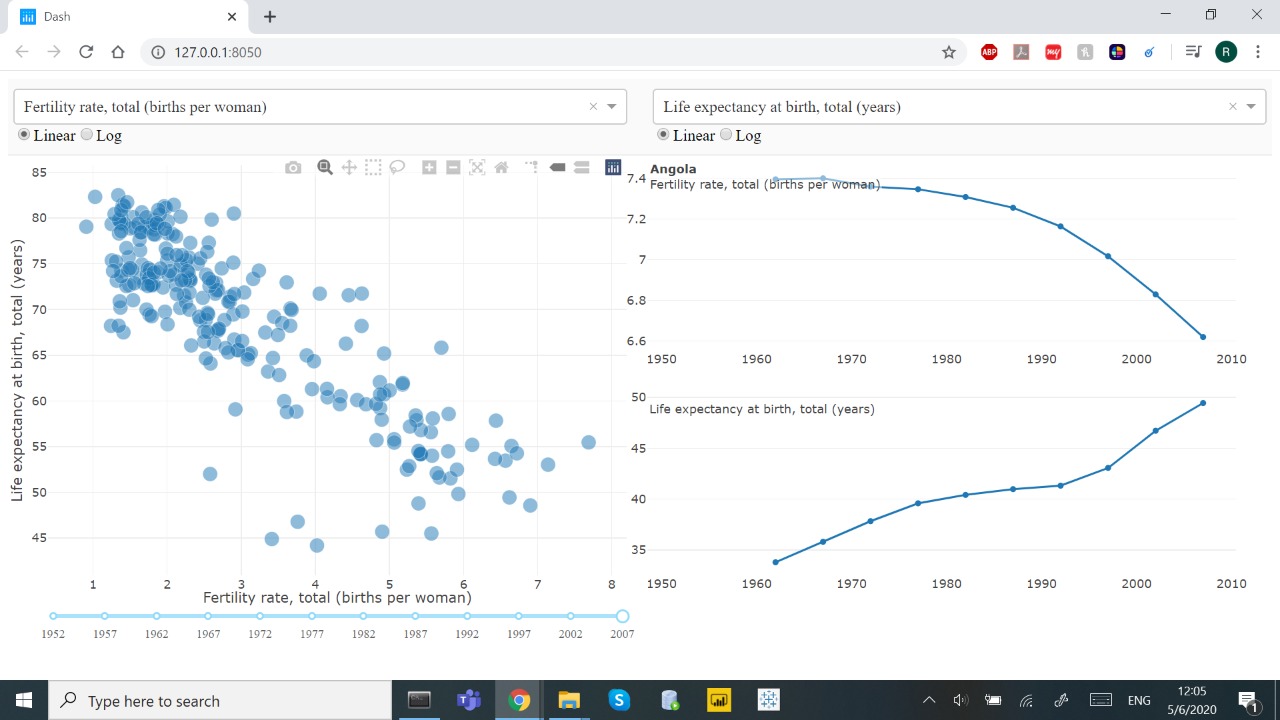 Dash
127.0.0.1:8050
ABP
my
R
Fertility rate, total (births per woman)
Life expectancy at birth, total (years)
Linear Log
Linear Log
Life expectancy at birth, total (years)
85
80
75
70
65
60
55
50
45
1 2 3 4 5 6 7 8
Fertility rate, total (births per woman)
1952 1957 1962 1967 1972 1977 1982 1987 1992 1997 2002 2007
Angola
Fertility rate, total (births per woman)
7.4
7.2
7
6.8
6.6
1950 1960 1970 1980 1990 2000 2010
Life expectancy at birth, total (years)
50
45
40
35
1950 1960 1970 1980 1990 2000 2010
Type here to search
ENG
12:05
5/6/2020
1